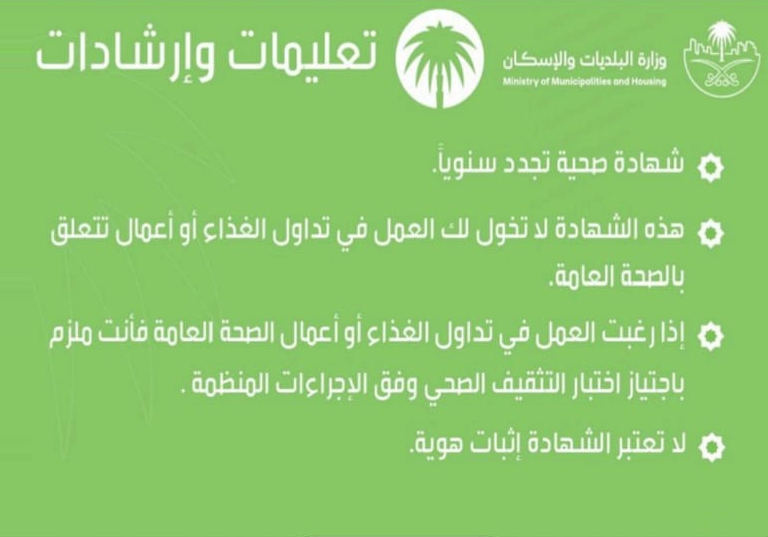 تعليمات وإرشادات
وزارة البلديات والإسكان
Ministry of Municipalities and Housing
شهادة صحية تجدد سنوياً.
هذه الشهادة لا تخول لك العمل في تداول الغذاء أو أعمال تتعلق
بالصحة العامة.
إذا رغبت العمل في تداول الغذاء أو أعمال الصحة العامة فأنت ملزم
باجتياز اختبار التثقيف الصحي وفق الإجراءات المنظمة .
لا تعتبر الشهادة إثبات هوية.